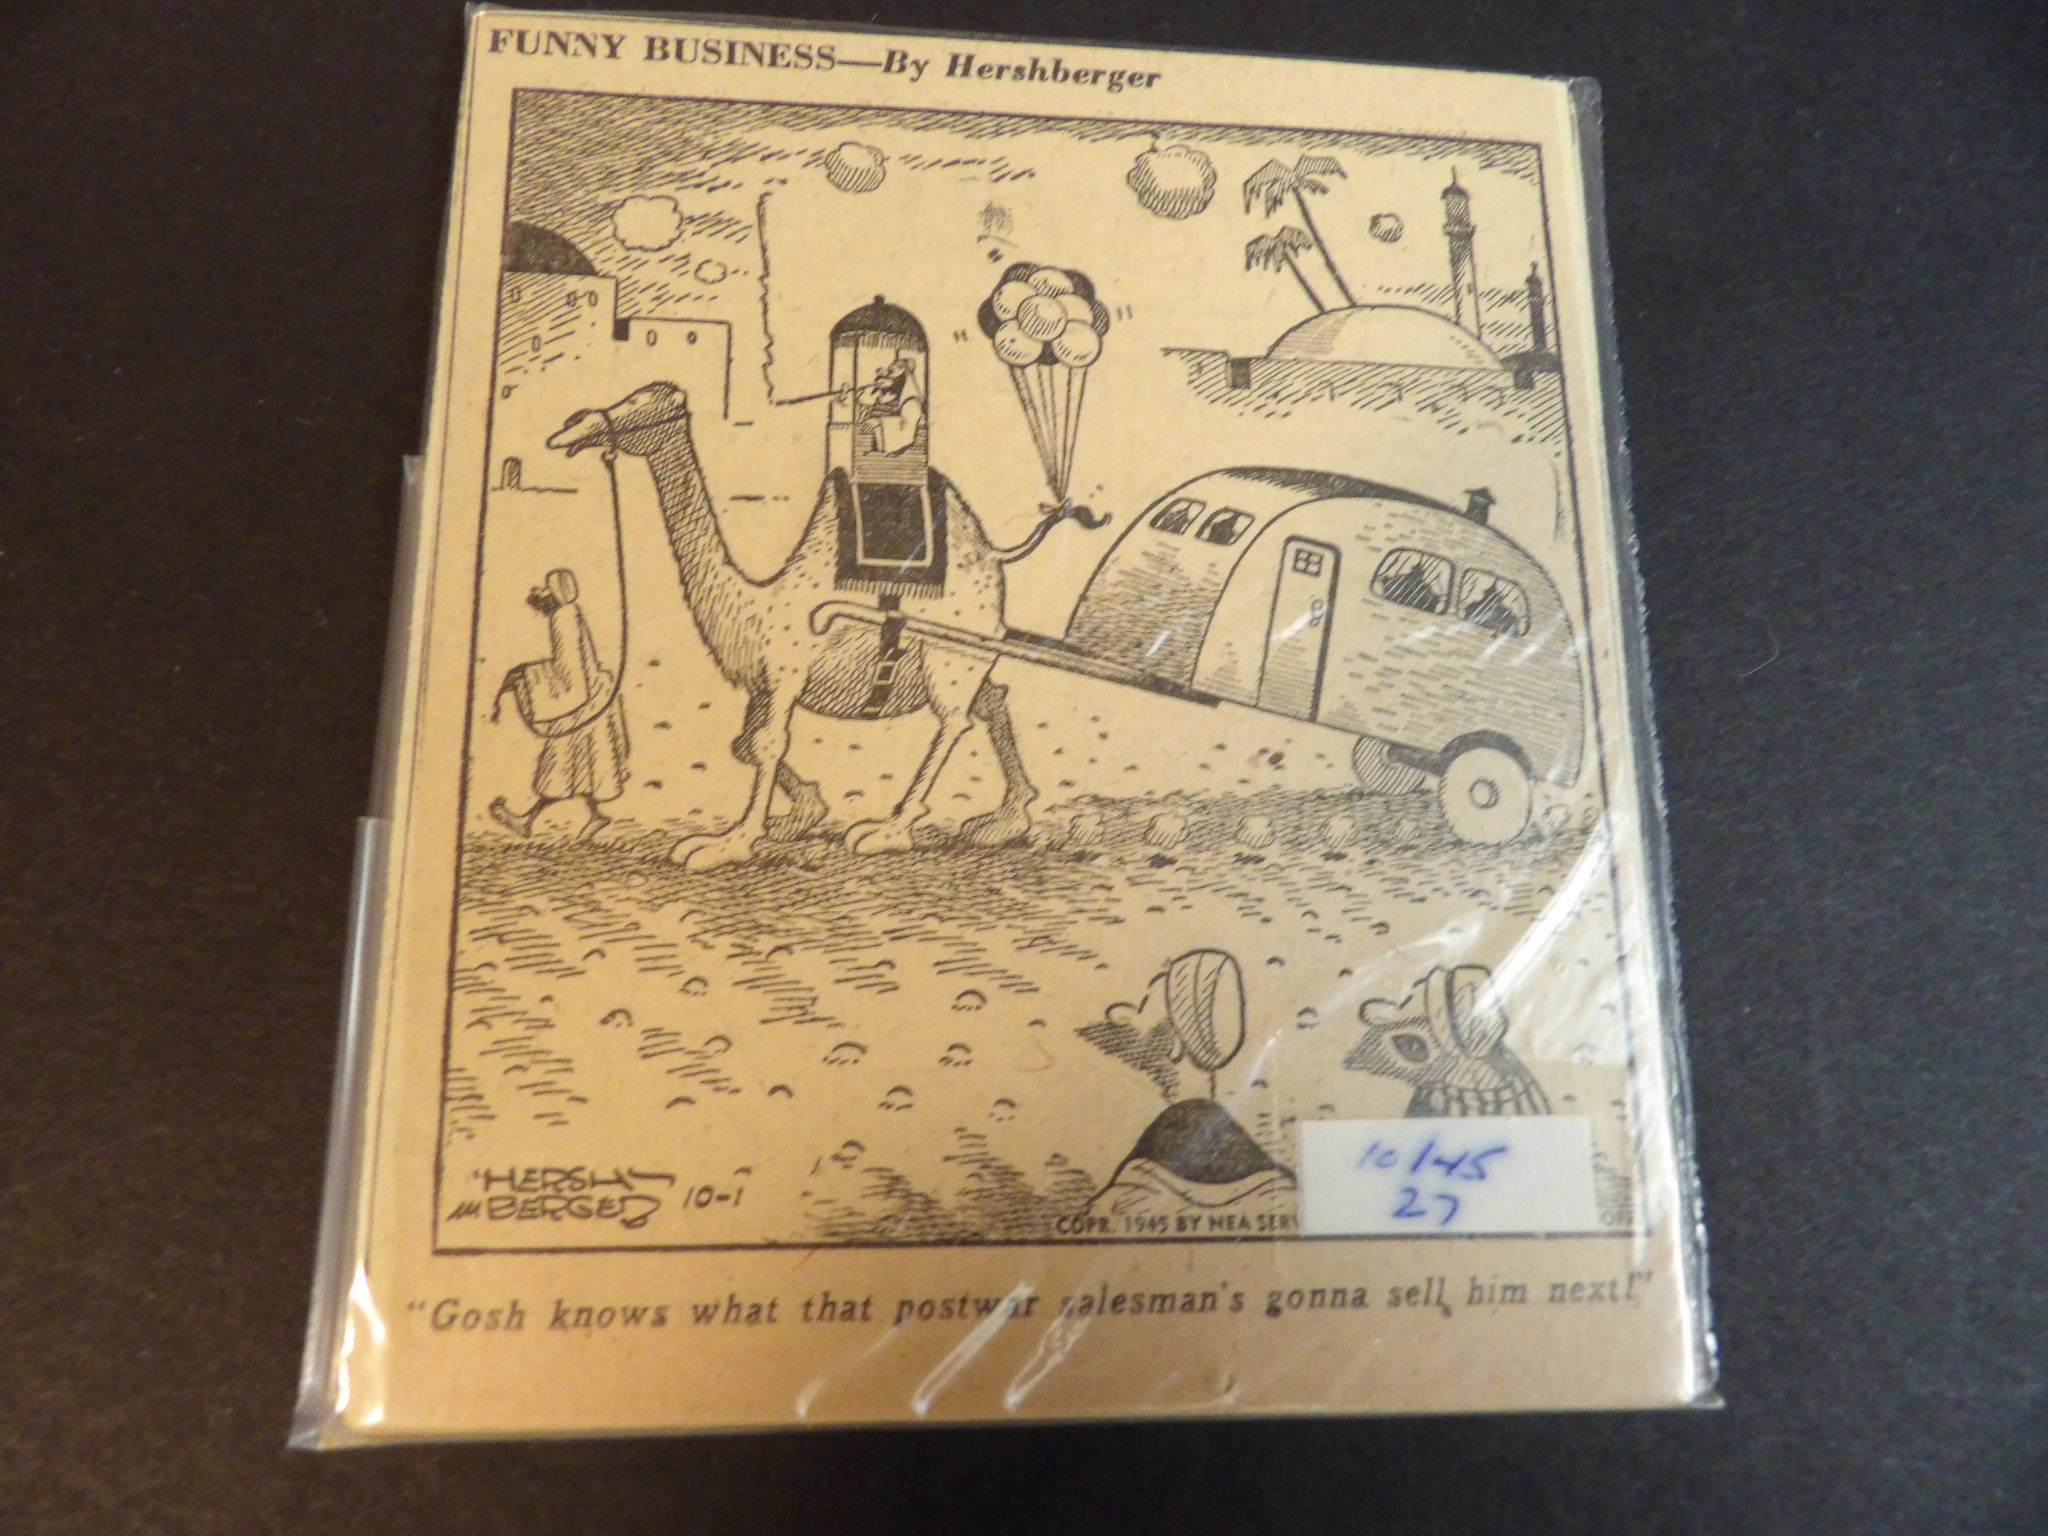 FUNNY BUSINESS—By Hershberger
"HERSH
BERGER 10-1
COPR. 1945 BY NEA SERV
10/45
27
"Gosh knows what that postwar salesman's gonna sell him next!"